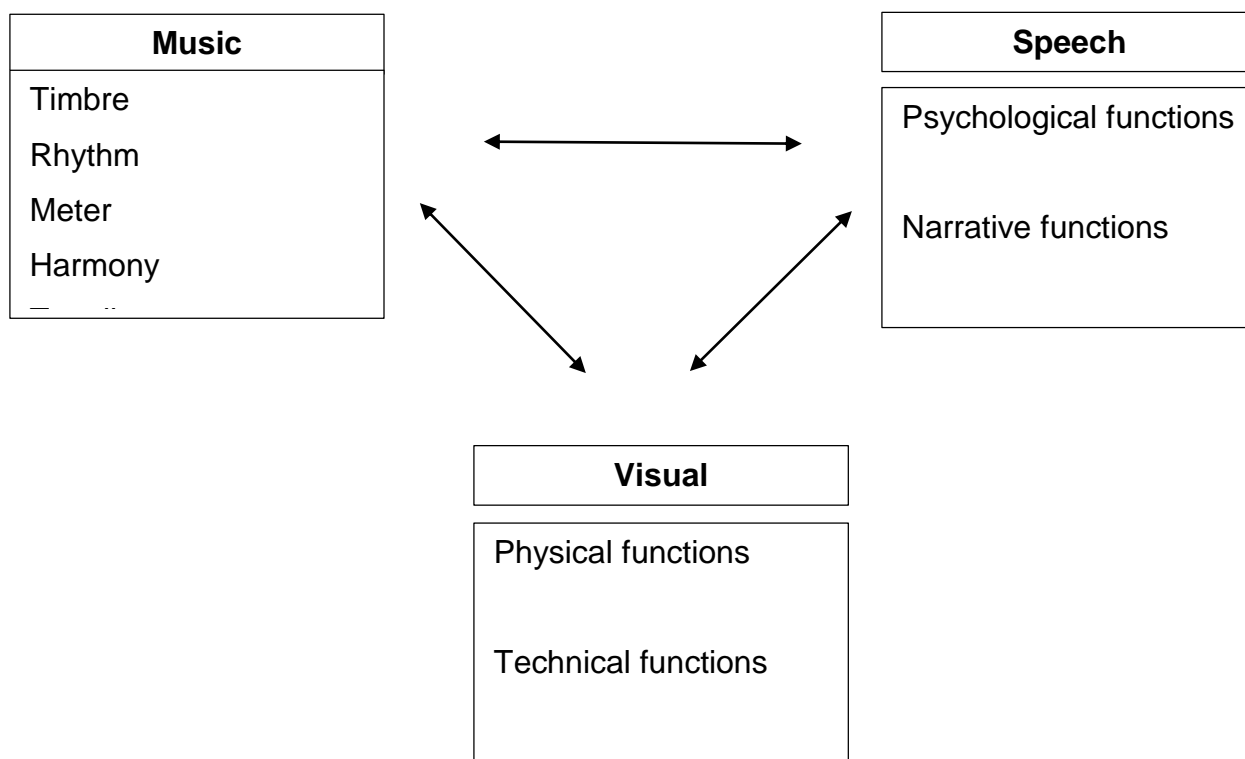 Music
Timbre
Rhythm
Meter
Harmony
Speech
Psychological functions
Narrative functions
Visual
Physical functions
Technical functions